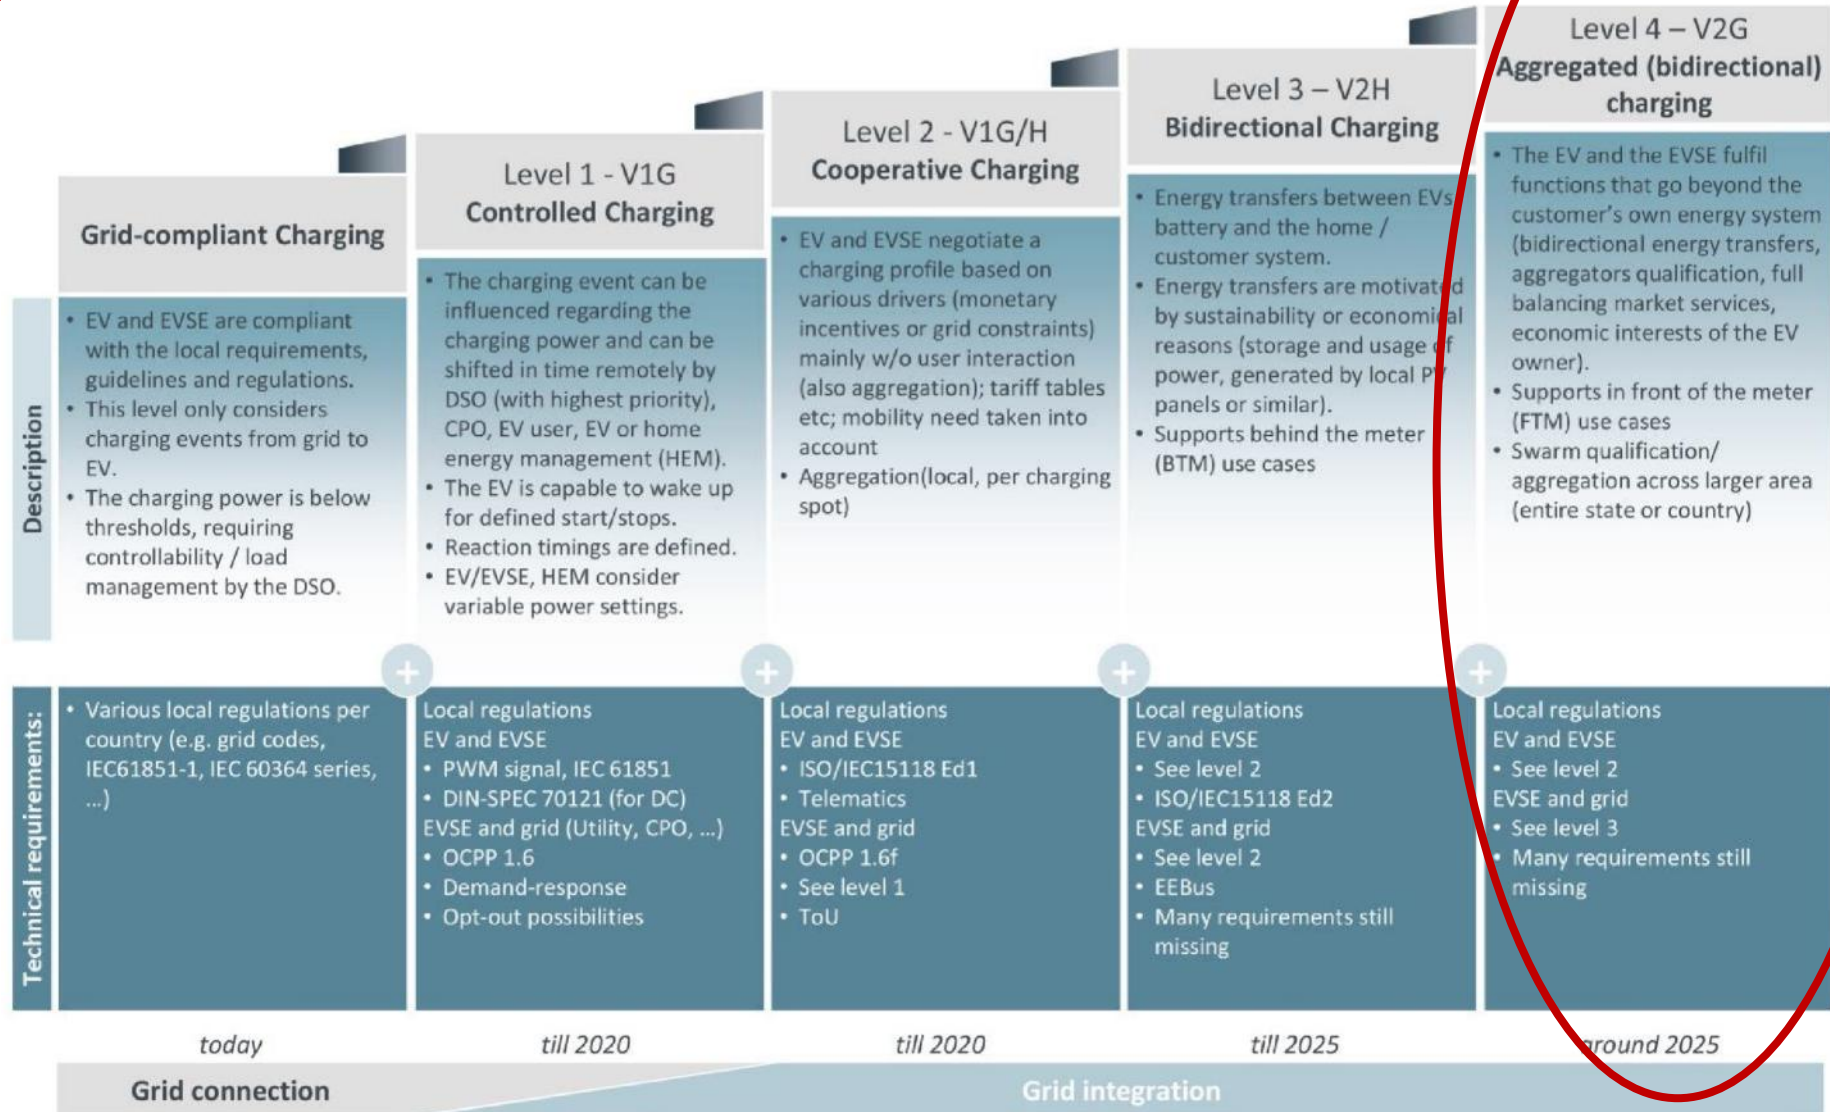 Grid-compliant Charging
Level 1 - V1G
Controlled Charging
Level 2 - V1G/H
Cooperative Charging
Level 3 – V2H
Bidirectional Charging
Level 4 – V2G
Aggregated (bidirectional)
charging
Description
• EV and EVSE are compliant
with the local requirements,
guidelines and regulations.
• This level only considers
charging events from grid to
EV.
• The charging power is below
thresholds, requiring
controllability / load
management by the DSO.
• The charging event can be
influenced regarding the
charging power and can be
shifted in time remotely by
DSO (with highest priority),
CPO, EV user, EV or home
energy management (HEM).
• The EV is capable to wake up
for defined start/stops.
• Reaction timings are defined.
• EV/EVSE, HEM consider
variable power settings.
• EV and EVSE negotiate a
charging profile based on
various drivers (monetary
incentives or grid constraints)
mainly w/o user interaction
(also aggregation); tariff tables
etc; mobility need taken into
account
• Aggregation(local, per charging
spot)
• Energy transfers between EVs
battery and the home /
customer system.
• Energy transfers are motivated
by sustainability or economical
reasons (storage and usage of
power, generated by local PV
panels or similar).
• Supports behind the meter
(BTM) use cases
• The EV and the EVSE fulfil
functions that go beyond the
customer's own energy system
(bidirectional energy transfers,
aggregators qualification, full
balancing market services,
economic interests of the EV
owner).
• Supports in front of the meter
(FTM) use cases
• Swarm qualification/
aggregation across larger area
(entire state or country)
+
+
+
+
Technical requirements:
• Various local regulations per
country (e.g. grid codes,
IEC61851-1, IEC 60364 series,
...)
Local regulations
EV and EVSE
• PWM signal, IEC 61851
• DIN-SPEC 70121 (for DC)
EVSE and grid (Utility, CPO, ...)
• OCPP 1.6
• Demand-response
• Opt-out possibilities
Local regulations
EV and EVSE
• ISO/IEC15118 Ed1
• Telematics
EVSE and grid
• OCPP 1.6f
• See level 1
• ToU
Local regulations
EV and EVSE
• See level 2
• ISO/IEC15118 Ed2
EVSE and grid
• See level 2
• EEBus
• Many requirements still
missing
Local regulations
EV and EVSE
• See level 2
EVSE and grid
• See level 3
• Many requirements still
missing
today
till 2020
till 2020
till 2025
around 2025
Grid connection
Grid integration